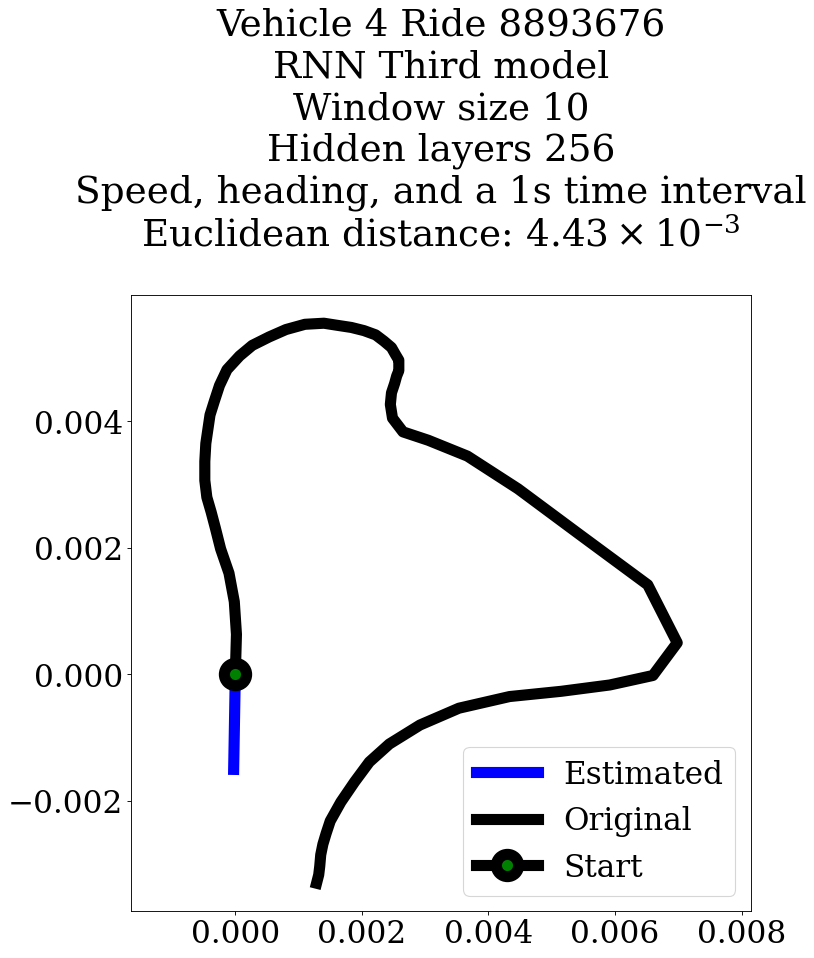 Vehicle 4 Ride 8893676
RNN Third model
Window size 10
Hidden layers 256
Speed, heading, and a 1s time interval
Euclidean distance: 4.43 × 10⁻³
0.004
0.002
0.000
−0.002
Estimated
Original
Start
0.000 0.002 0.004 0.006 0.008